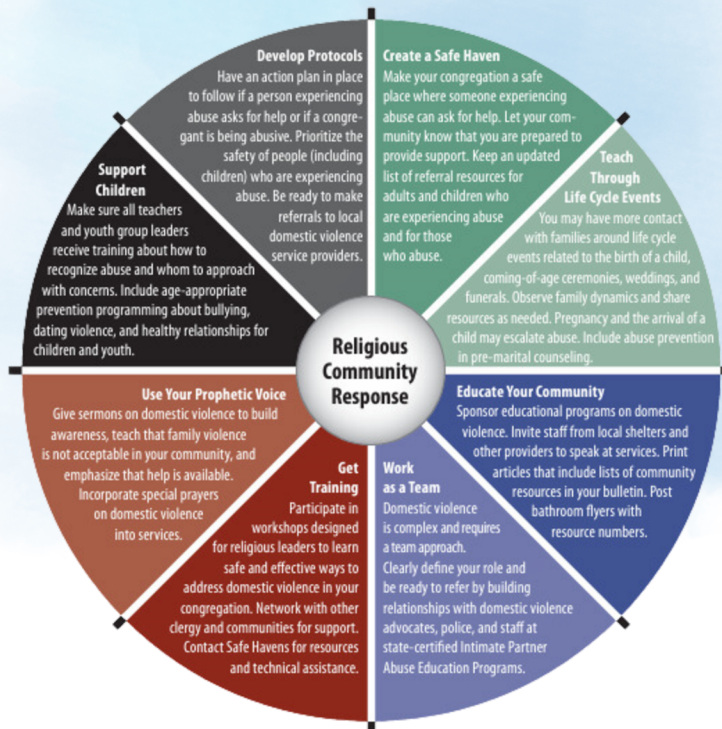 Religious
Community
Response
Create a Safe Haven
Make your congregation a safe
place where someone experiencing
abuse can ask for help. Let your com-
munity know that you are prepared to
provide support. Keep an updated
list of referral resources for
adults and children who
are experiencing abuse
and for those
who abuse.
Teach
Through
Life Cycle Events
You may have more contact
with families around life cycle
events related to the birth of a child,
coming-of-age ceremonies, weddings, and
funerals. Observe family dynamics and share
resources as needed. Pregnancy and the arrival of a
child may escalate abuse. Include abuse prevention
in pre-marital counseling.
Educate Your Community
Sponsor educational programs on domestic
violence. Invite staff from local shelters and
other providers to speak at services. Print
articles that include lists of community
resources in your bulletin. Post
bathroom flyers with
resource numbers.
Work
as a Team
Domestic violence
is complex and requires
a team approach.
Clearly define your role and
be ready to refer by building
relationships with domestic violence
advocates, police, and staff at
state-certified Intimate Partner
Abuse Education Programs.
Get
Training
Participate in
workshops designed
for religious leaders to learn
safe and effective ways to
address domestic violence in your
congregation. Network with other
clergy and communities for support.
Contact Safe Havens for resources
and technical assistance.
Use Your Prophetic Voice
Give sermons on domestic violence to build
awareness, teach that family violence
is not acceptable in your community, and
emphasize that help is available.
Incorporate special prayers
on domestic violence
into services.
Support
Children
Make sure all teachers
and youth group leaders
receive training about how to
recognize abuse and whom to approach
with concerns. Include age-appropriate
prevention programming about bullying,
dating violence, and healthy relationships for
children and youth.
Develop Protocols
Have an action plan in place
to follow if a person experiencing
abuse asks for help or if a congre-
gant is being abusive. Prioritize the
safety of people (including
children) who are experiencing
abuse. Be ready to make
referrals to local
domestic violence
service providers.